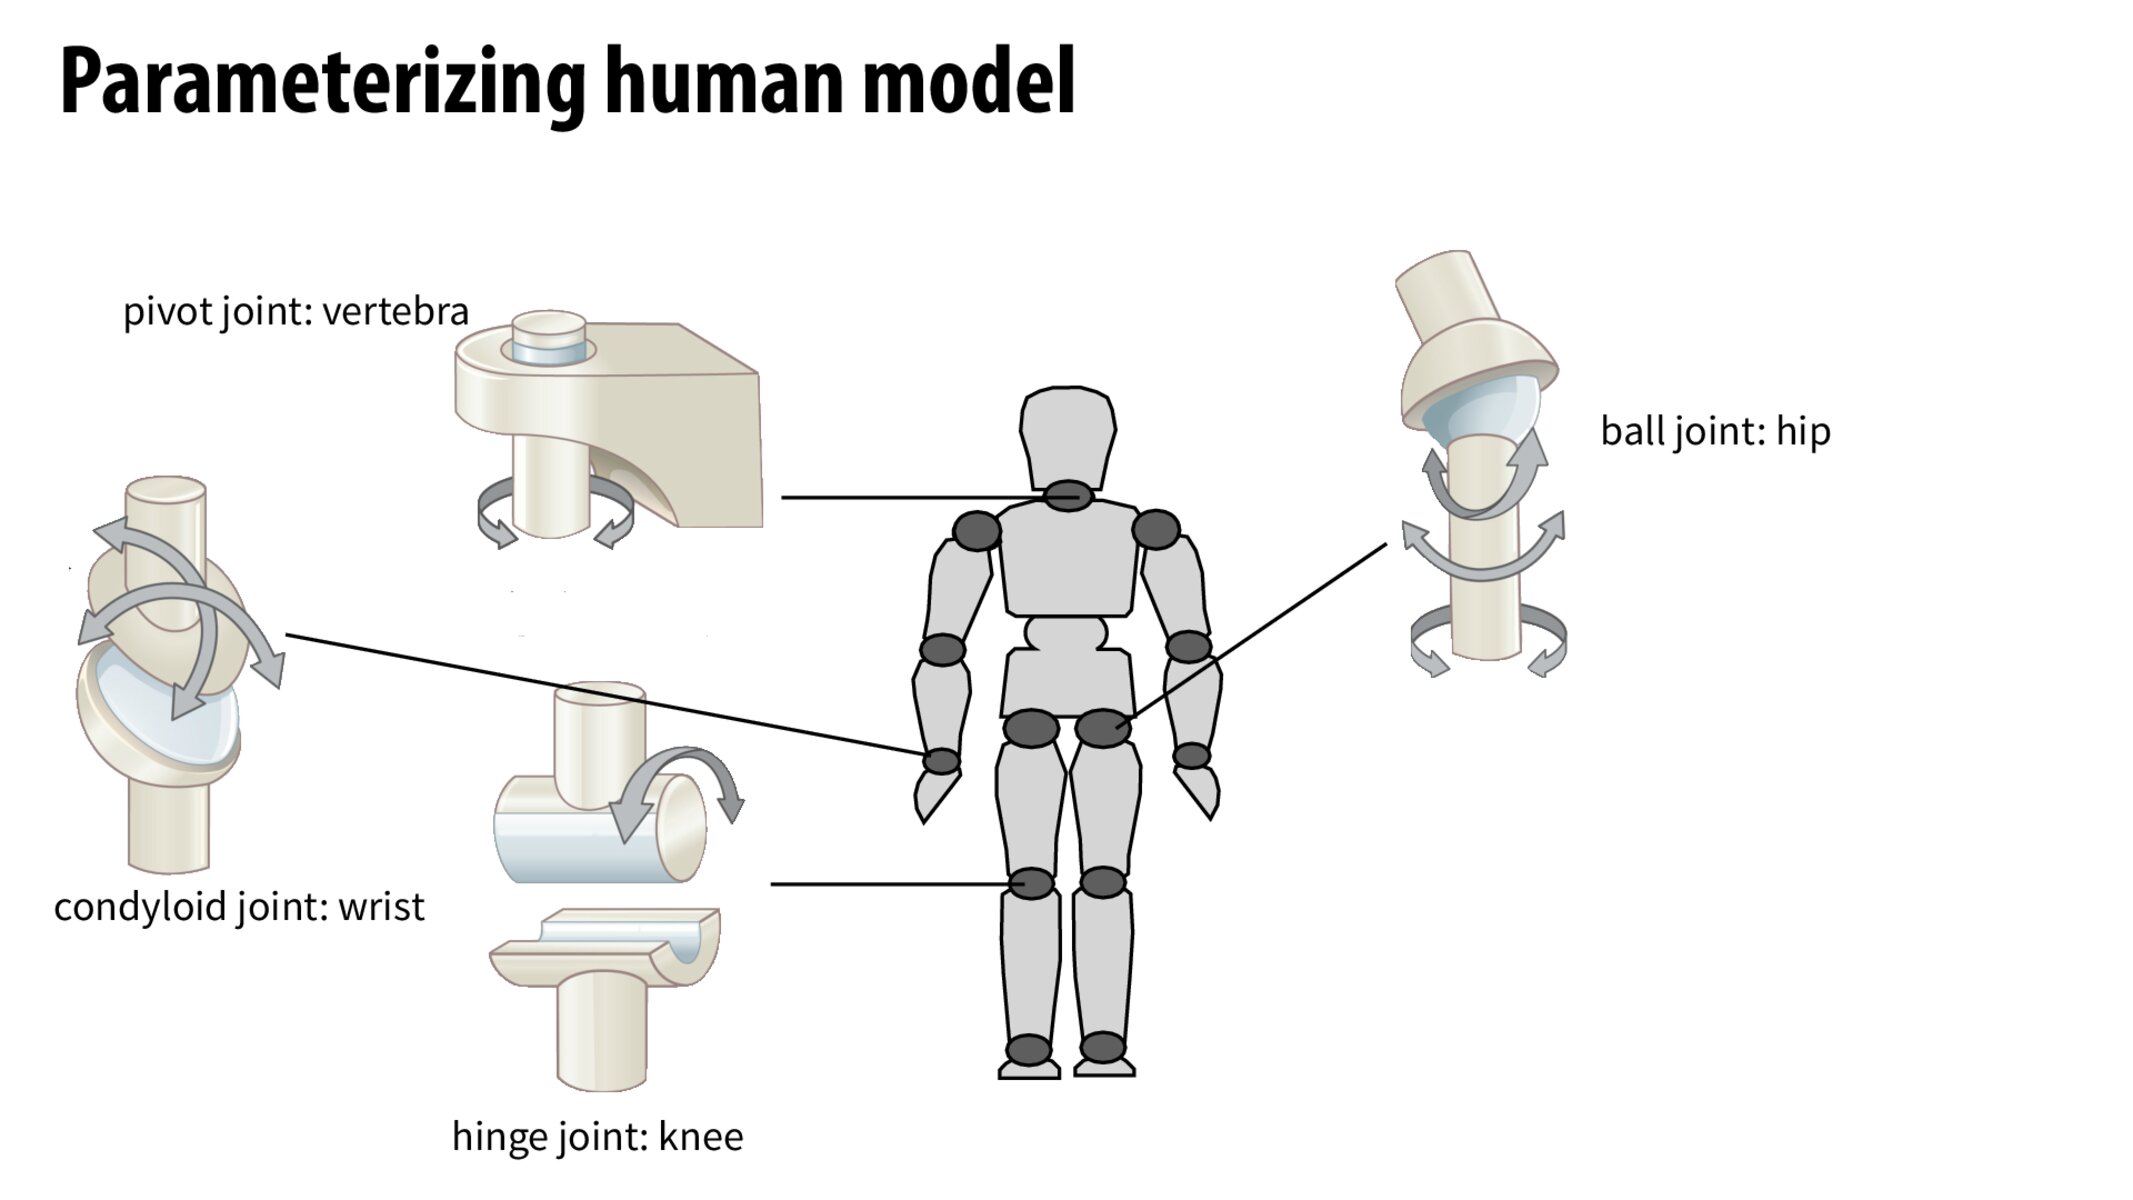 Parameterizing human model
pivot joint: vertebra
ball joint: hip
condyloid joint: wrist
hinge joint: knee